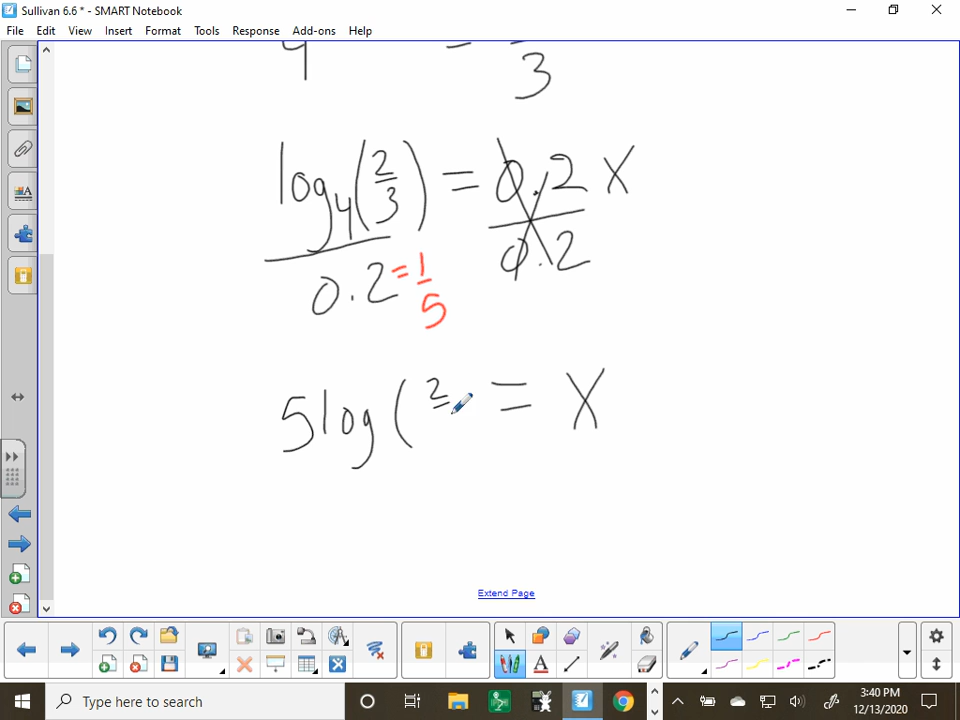 Sullivan 6.6 * - SMART Notebook
File Edit View Insert Format Tools Response Add-ons Help
4 =
3
log₄(2/3) = 0.2x
0.2 = 1/5 0.2
5log(2 = x
Extend Page
A
Type here to search
3:40 PM
12/13/2020